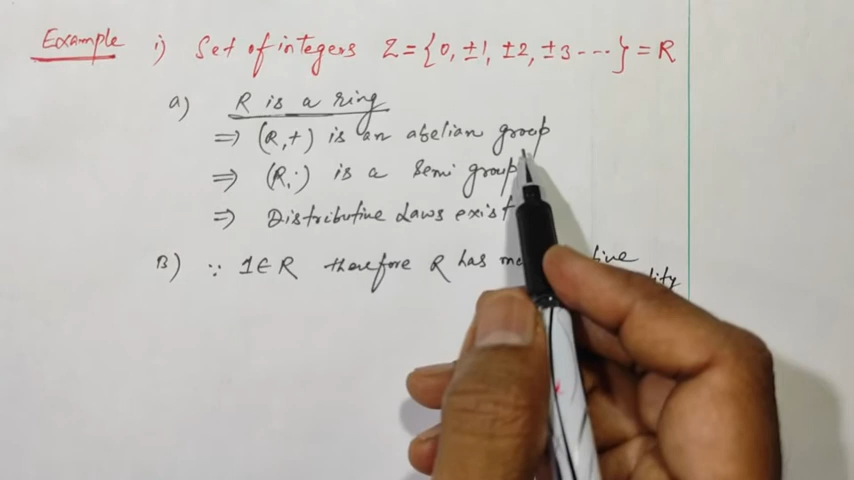 Example i) Set of integers Z = {0, ±1, ±2, ±3 ----} = R
a) R is a ring
⇒ (R,+) is an abelian group
⇒ (R,·) is a Semi group
⇒ Distributive Laws exist
B) ∵ 1 ∈ R therefore R has